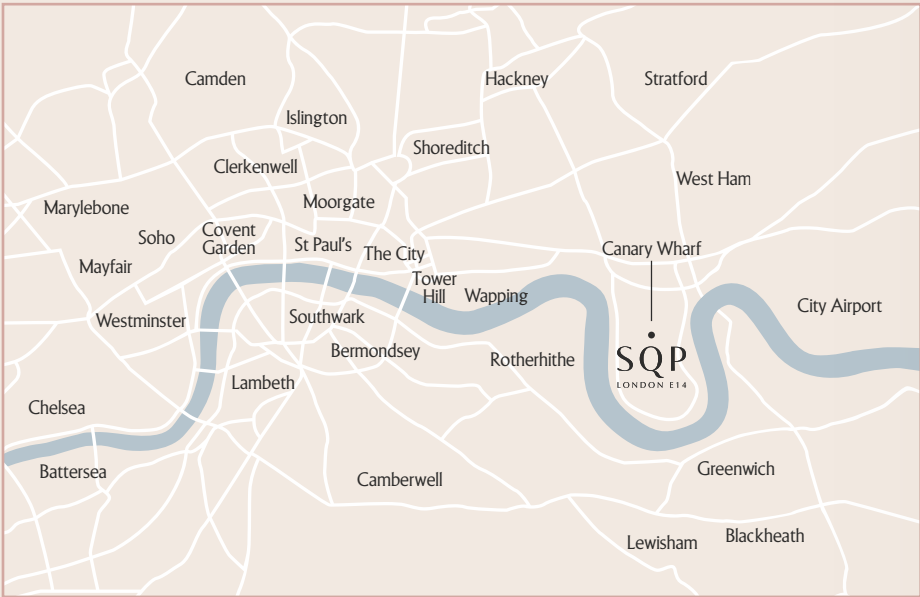 Camden
Hackney
Stratford
Islington
Shoreditch
Clerkenwell
West Ham
Moorgate
Marylebone
Soho
Covent
Garden
St Paul's
The City
Canary Wharf
Mayfair
Tower
Hill
Wapping
City Airport
Westminster
Southwark
Bermondsey
Rotherhithe
SQP
LONDON E14
Lambeth
Chelsea
Battersea
Camberwell
Greenwich
Lewisham
Blackheath